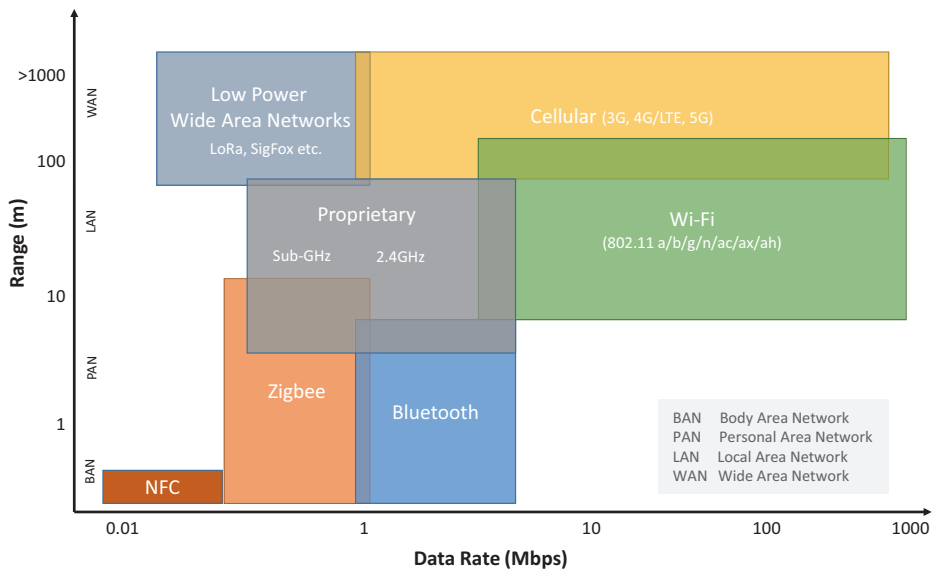 >1000
100
10
1
Range (m)
WAN
LAN
PAN
BAN
Low Power
Wide Area Networks
LoRa, SigFox etc.
Cellular (3G, 4G/LTE, 5G)
Proprietary
Sub-GHz 2.4GHz
Wi-Fi
(802.11 a/b/g/n/ac/ax/ah)
Zigbee
Bluetooth
NFC
BAN Body Area Network
PAN Personal Area Network
LAN Local Area Network
WAN Wide Area Network
0.01 1 10 100 1000
Data Rate (Mbps)